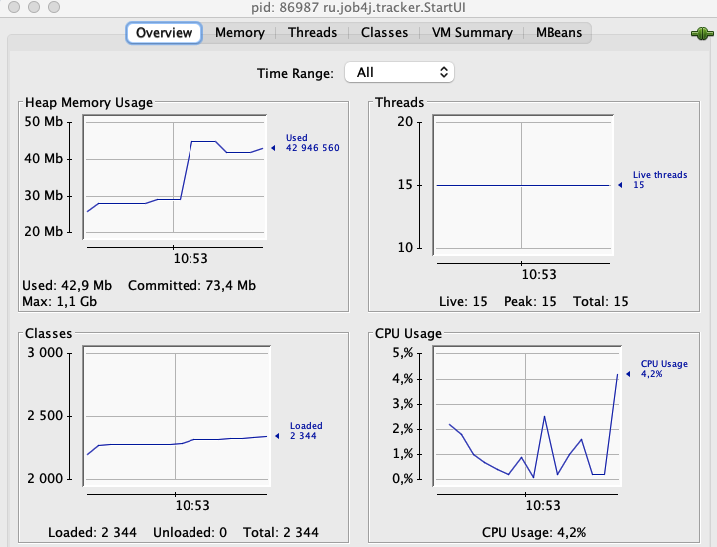 pid: 86987 ru.job4j.tracker.StartUI
Overview Memory Threads Classes VM Summary MBeans
Time Range: All
Heap Memory Usage
50 Mb
40 Mb
30 Mb
20 Mb
Used
42 946 560
10:53
Used: 42,9 Mb Committed: 73,4 Mb
Max: 1,1 Gb
Threads
20
15
10
Live threads
15
10:53
Live: 15 Peak: 15 Total: 15
Classes
3 000
2 500
2 000
Loaded
2 344
10:53
Loaded: 2 344 Unloaded: 0 Total: 2 344
CPU Usage
5,%
4,%
3,%
2,%
1,%
0,%
CPU Usage
4,2%
10:53
CPU Usage: 4,2%